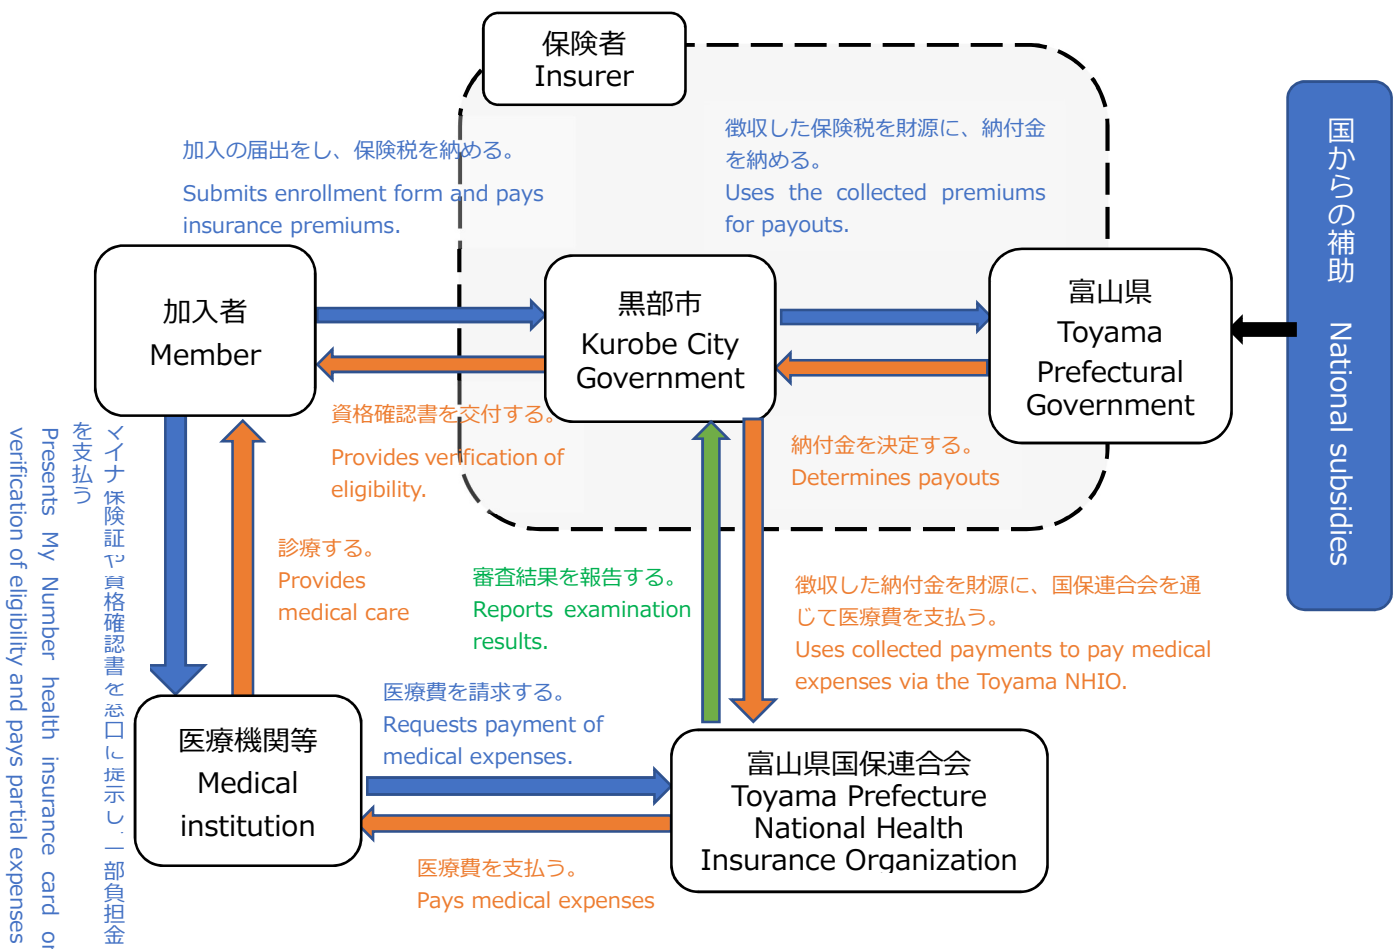 保険者
Insurer
加入の届出をし、保険税を納める。
Submits enrollment form and pays
insurance premiums.
徴収した保険税を財源に、納付金
を納める。
Uses the collected premiums
for payouts.
国からの補助 National subsidies
加入者
Member
黒部市
Kurobe City
Government
富山県
Toyama
Prefectural
Government
資格確認書を交付する。
Provides verification of
eligibility.
納付金を決定する。
Determines payouts
マイナ保険証や資格確認書を窓口に提示し、一部負担金
を支払う
Presents My Number health insurance card or
verification of eligibility and pays partial expenses
診療する。
Provides
medical care
審査結果を報告する。
Reports examination
results.
徴収した納付金を財源に、国保連合会を通
じて医療費を支払う。
Uses collected payments to pay medical
expenses via the Toyama NHIO.
医療機関等
Medical
institution
医療費を請求する。
Requests payment of
medical expenses.
富山県国保連合会
Toyama Prefecture
National Health
Insurance Organization
医療費を支払う。
Pays medical expenses